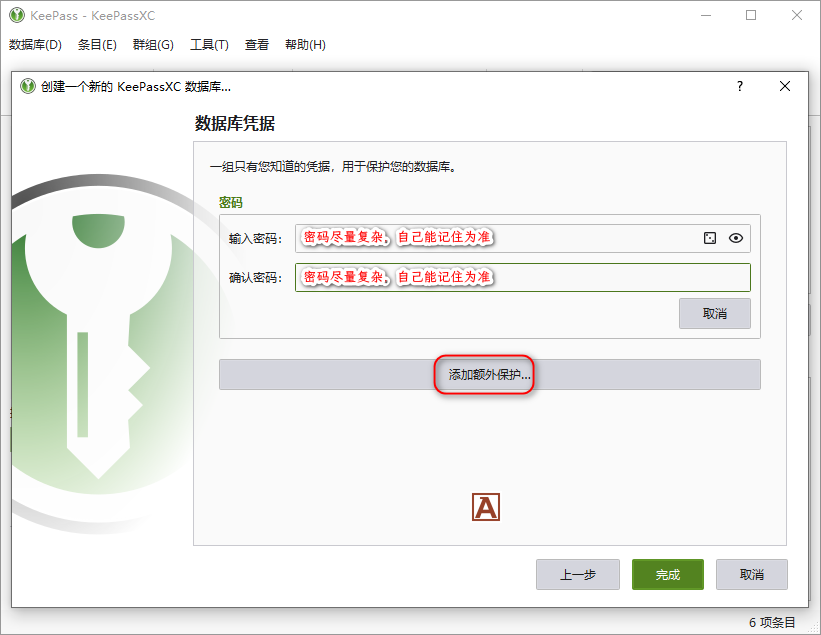 KeePass - KeePassXC
数据库(D) 条目(E) 群组(G) 工具(T) 查看 帮助(H)
创建一个新的 KeePassXC 数据库... ?
数据库凭据
一组只有您知道的凭据，用于保护您的数据库。
密码
输入密码： 密码尽量复杂，自己能记住为准
确认密码： 密码尽量复杂，自己能记住为准
取消
添加额外保护...
A
上一步 完成 取消
6 项条目